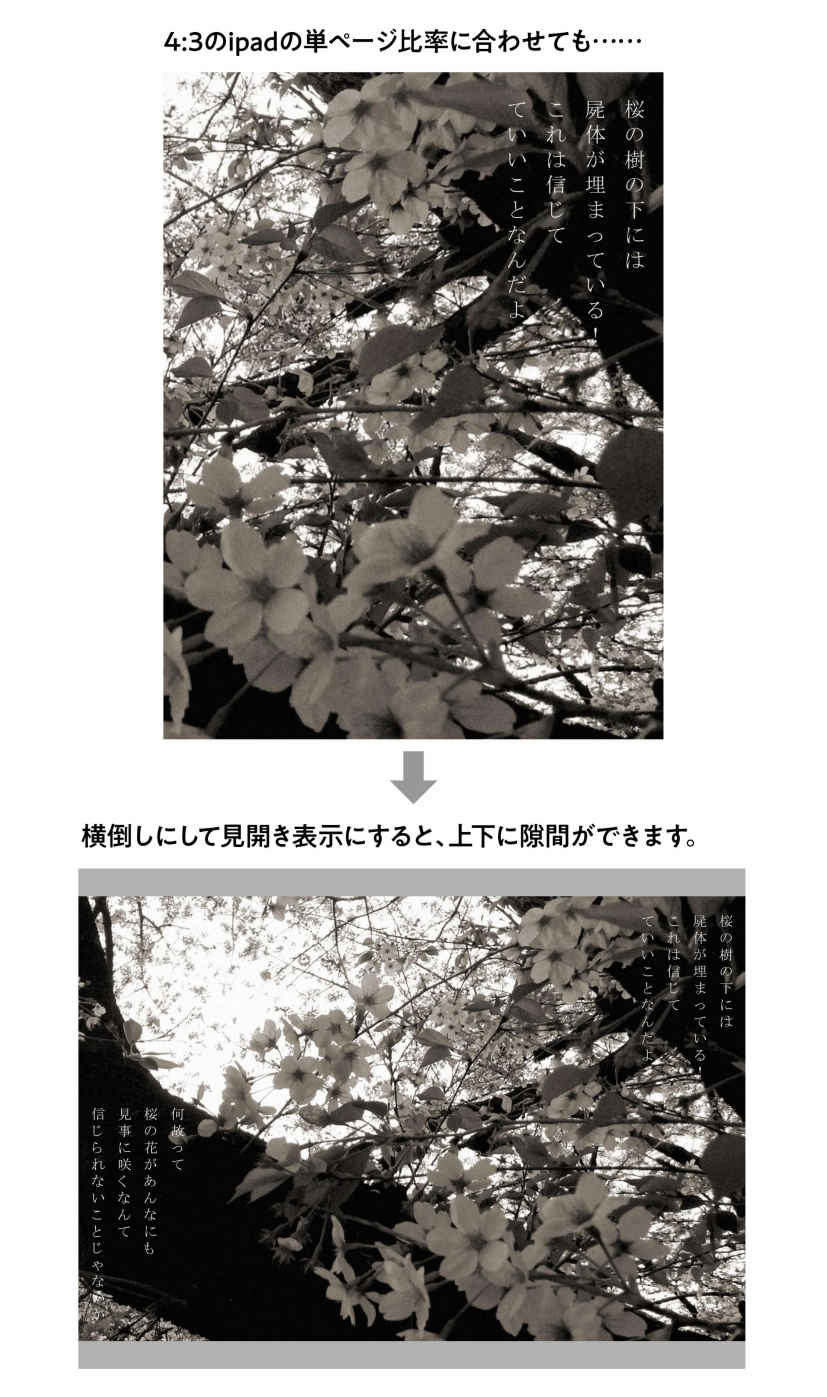 4:3のipadの単ページ比率に合わせても……
桜の樹の下には
屍体が埋まっている！
これは信じて
ていいことなんだよ
横倒しにして見開き表示にすると、上下に隙間ができます。
桜の樹の下には
屍体が埋まっている！
これは信じて
ていいことなんだよ
何故って
桜の花があんなにも
見事に咲くなんて
信じられないことじゃな